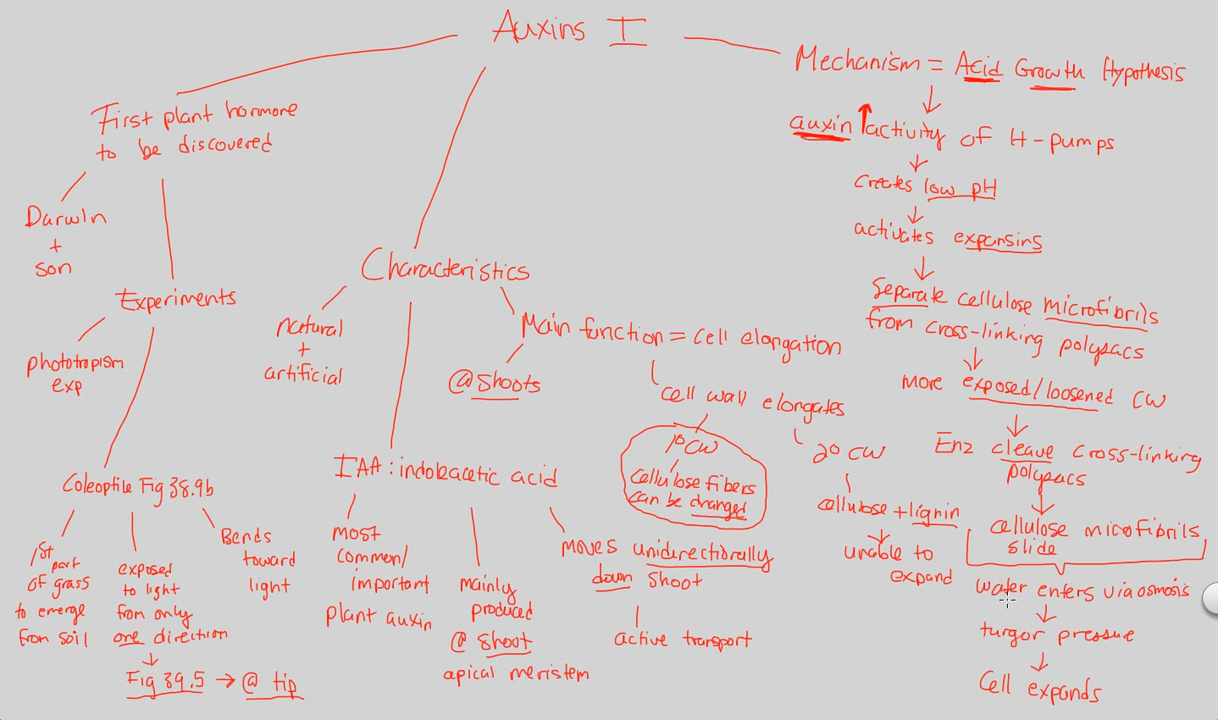 Auxins I
First plant hormone
to be discovered
Darwin
+
son
Experiments
phototropism
exp
Coleoptile Fig 38.9b
1st part
of grass
to emerge
from soil
exposed
to light
from only
one direction
Fig 39.5 → @ tip
Bends
toward
light
Characteristics
natural
+
artificial
IAA : indoleacetic acid
most
common/
important
plant auxin
mainly
produced
@ shoot
apical meristem
moves unidirectionally
down shoot
active transport
Main function = cell elongation
@ shoots
cell wall elongates
1° CW
cellulose fibers
can be changed
2° CW
cellulose + lignin
unable to
expand
Mechanism = Acid Growth Hypothesis
auxin ↑ activity of H-pumps
creates low pH
activates expansins
Separate cellulose microfibrils
from cross-linking polysacs
more exposed/loosened CW
Enz cleave cross-linking
polysacs
cellulose microfibrils
slide
water enters via osmosis
turgor pressure
Cell expands